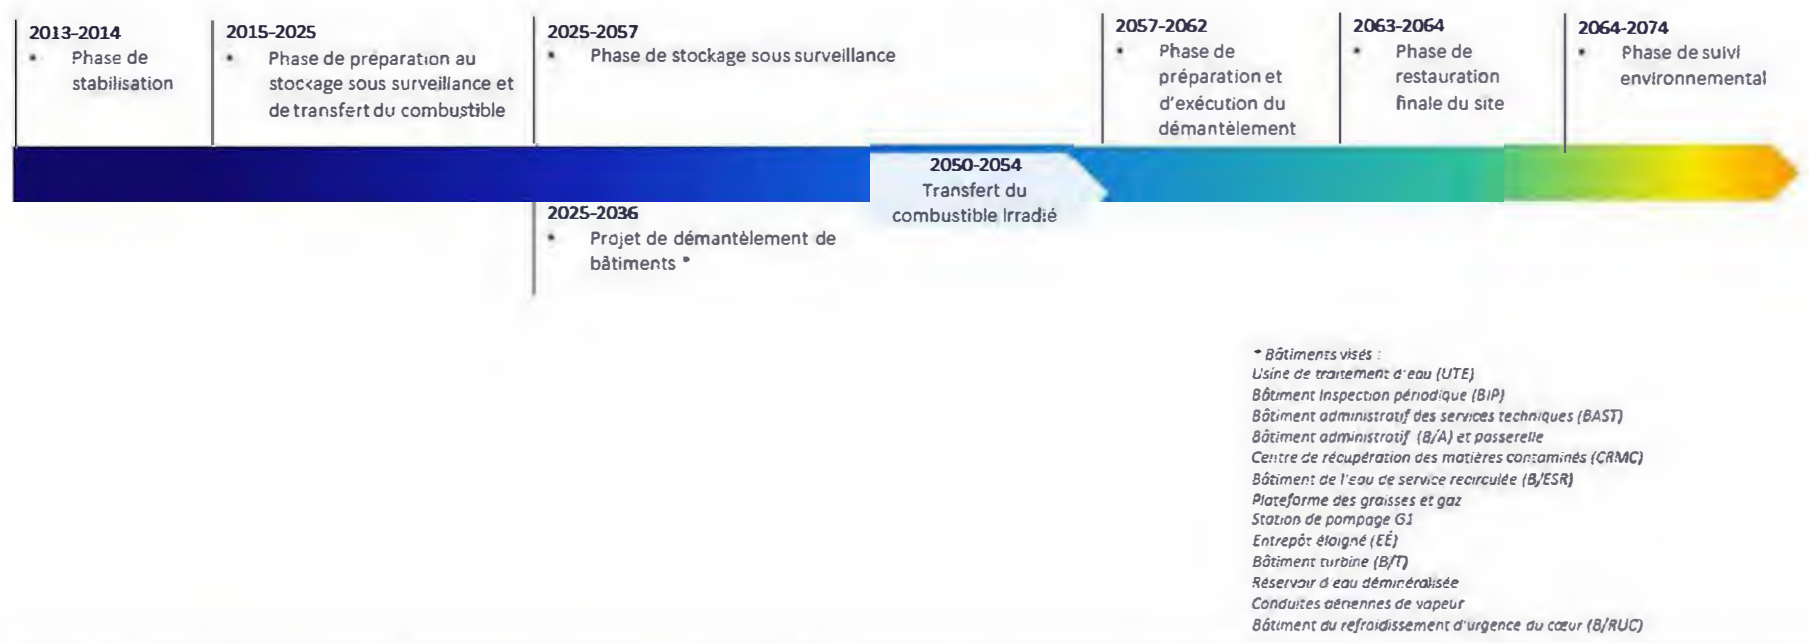 2013-2014
• Phase de
stabilisation
2015-2025
• Phase de préparation au
stockage sous surveillance et
de transfert du combustible
2025-2057
• Phase de stockage sous surveillance
2057-2062
• Phase de
préparation et
d'exécution du
démantèlement
2063-2064
• Phase de
restauration
finale du site
2064-2074
• Phase de suivi
environnemental
2050-2054
Transfert du
combustible irradié
2025-2036
• Projet de démantèlement de
bâtiments *
* Bâtiments visés :
Usine de traitement d'eau (UTE)
Bâtiment Inspection périodique (BIP)
Bâtiment administratif des services techniques (BAST)
Bâtiment administratif (B/A) et passerelle
Centre de récupération des matières contaminés (CRMC)
Bâtiment de l'eau de service recirculée (B/ESR)
Plateforme des graisses et gaz
Station de pompage G1
Entrepôt éloigné (EÉ)
Bâtiment turbine (B/T)
Réservoir d'eau déminéralisée
Conduites aériennes de vapeur
Bâtiment du refroidissement d'urgence du cœur (B/RUC)